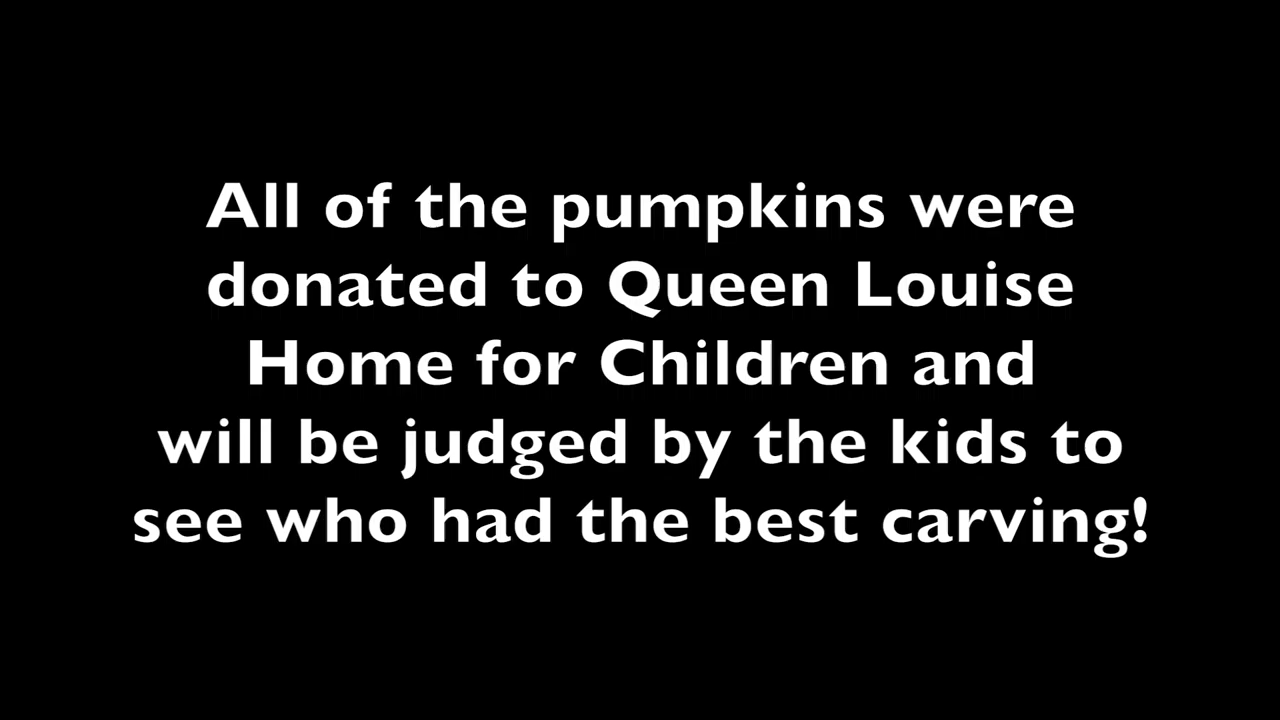 All of the pumpkins were
donated to Queen Louise
Home for Children and
will be judged by the kids to
see who had the best carving!